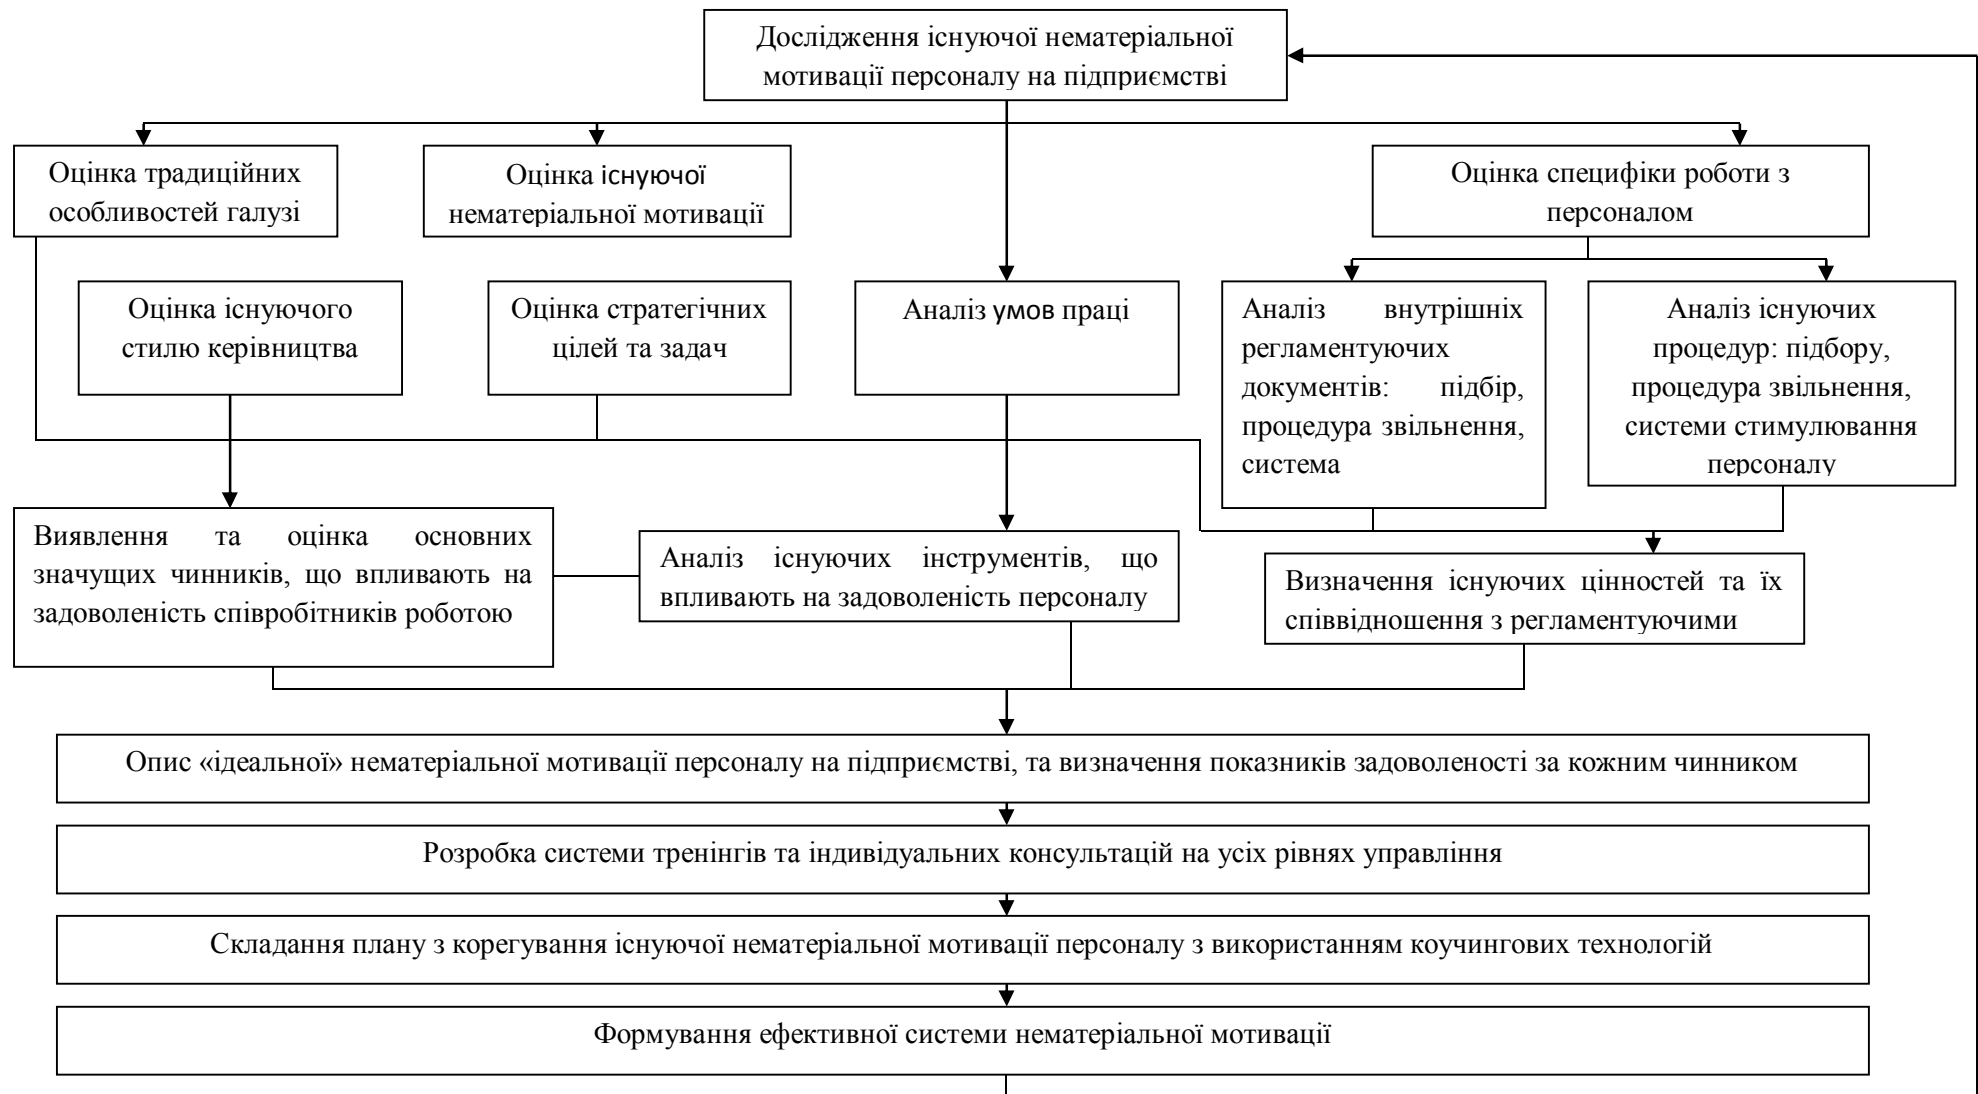 Дослідження існуючої нематеріальної
мотивації персоналу на підприємстві
Оцінка традиційних
особливостей галузі
Оцінка існуючої
нематеріальної мотивації
Оцінка специфіки роботи з
персоналом
Оцінка існуючого
стилю керівництва
Оцінка стратегічних
цілей та задач
Аналіз умов праці
Аналіз внутрішніх
регламентуючих
документів: підбір,
процедура звільнення,
система
Аналіз існуючих
процедур: підбору,
процедура звільнення,
системи стимулювання
персоналу
Виявлення та оцінка основних
значущих чинників, що впливають на
задоволеність співробітників роботою
Аналіз існуючих інструментів, що
впливають на задоволеність персоналу
Визначення існуючих цінностей та їх
співвідношення з регламентуючими
Опис «ідеальної» нематеріальної мотивації персоналу на підприємстві, та визначення показників задоволеності за кожним чинником
Розробка системи тренінгів та індивідуальних консультацій на усіх рівнях управління
Складання плану з корегування існуючої нематеріальної мотивації персоналу з використанням коучингових технологій
Формування ефективної системи нематеріальної мотивації